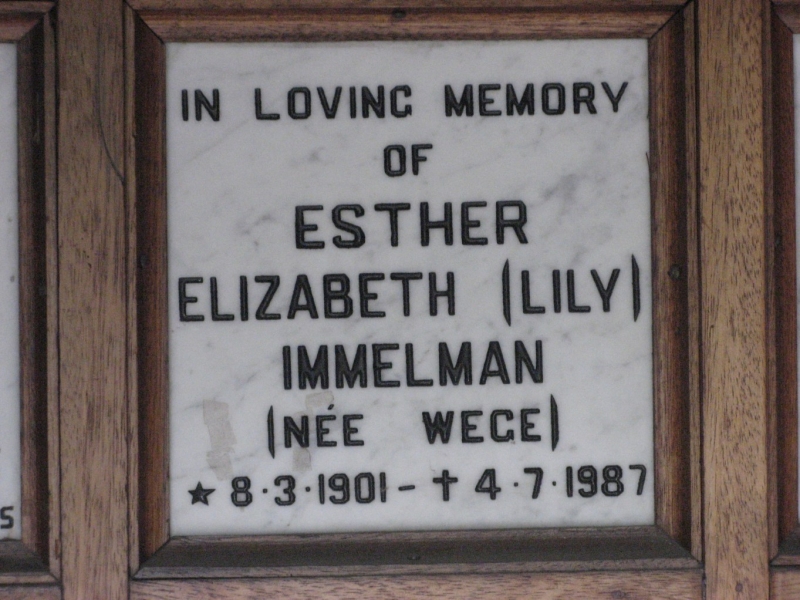 IN LOVING MEMORY
OF
ESTHER
ELIZABETH (LILY)
IMMELMAN
(NÉE WEGE)
★ 8·3·1901 – ✝ 4·7·1987